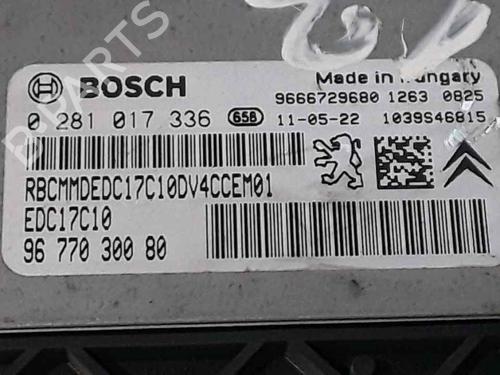 BOSCH
Made in Hungary
9666729680 1263 0825
0 281 017 336 658 11-05-22 1039S46815
RBCMMDEDC17C10DV4CCEM01
EDC17C10
96 770 300 80
B-PARTS